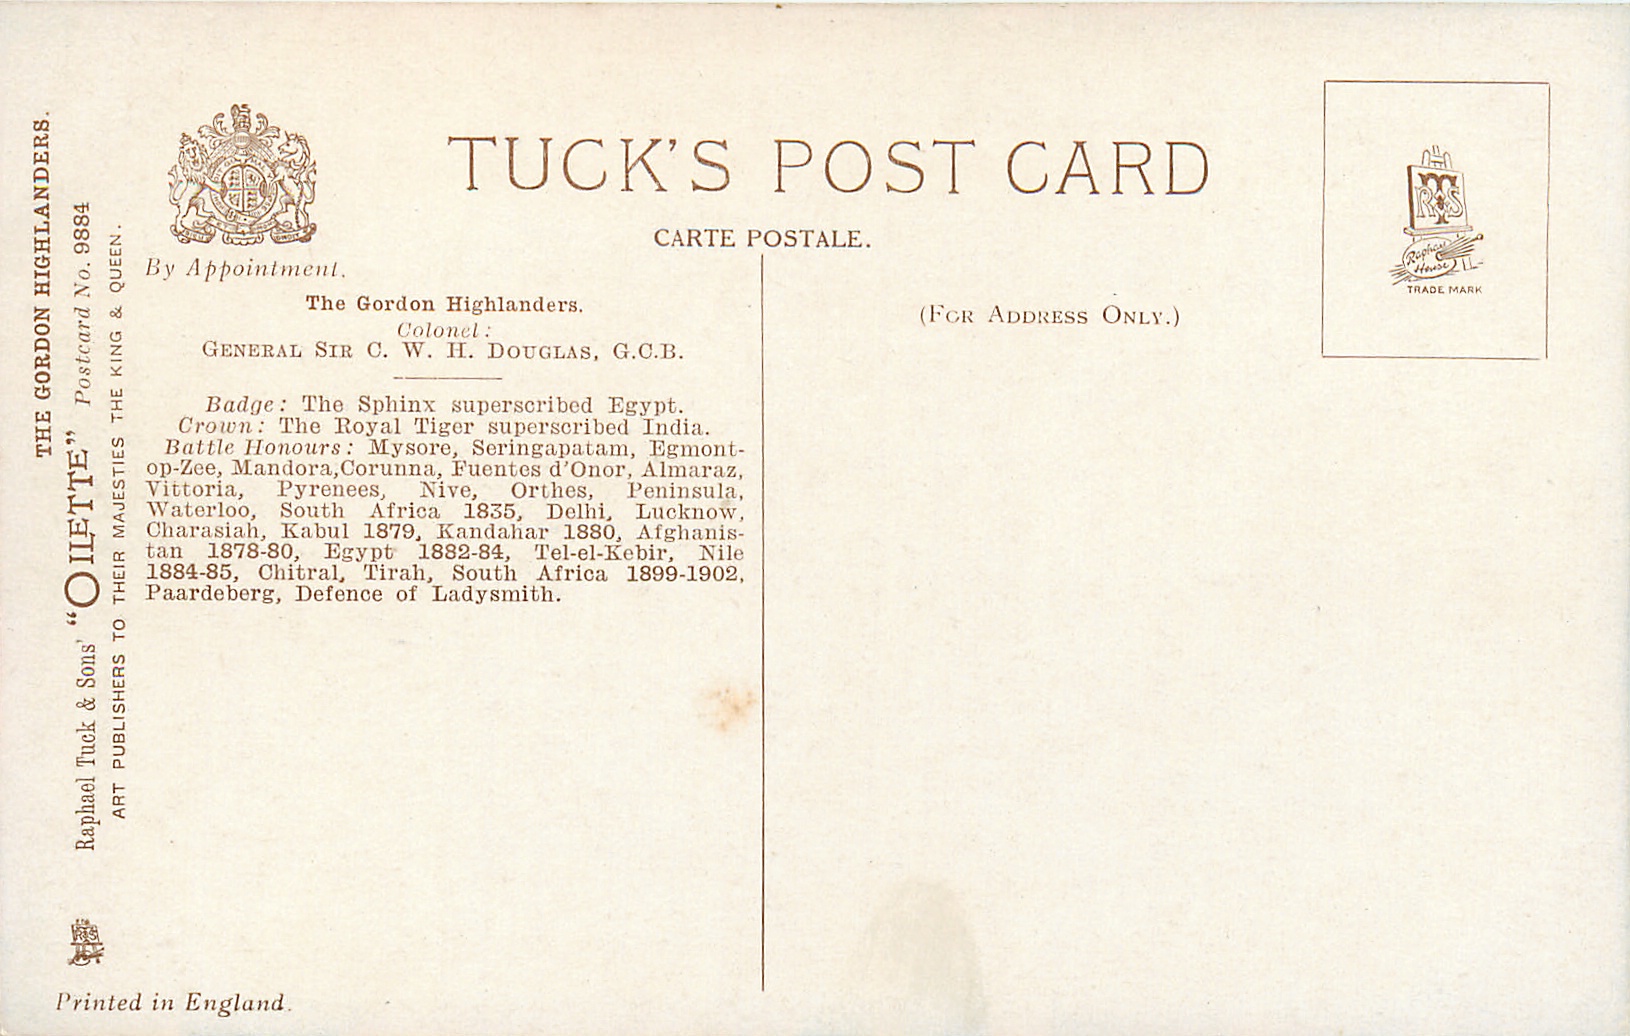 THE GORDON HIGHLANDERS.
Raphael Tuck & Sons' "OILETTE" Postcard No. 9884
ART PUBLISHERS TO THEIR MAJESTIES THE KING & QUEEN.
By Appointment.
TUCK'S POST CARD
CARTE POSTALE.
The Gordon Highlanders.
Colonel:
GENERAL SIR C. W. H. DOUGLAS, G.C.B.
Badge: The Sphinx superscribed Egypt.
Crown: The Royal Tiger superscribed India.
Battle Honours: Mysore, Seringapatam, Egmont-
op-Zee, Mandora,Corunna, Fuentes d'Onor, Almaraz,
Vittoria, Pyrenees, Nive, Orthes, Peninsula,
Waterloo, South Africa 1835, Delhi, Lucknow,
Charasiah, Kabul 1879, Kandahar 1880, Afghanis-
tan 1878-80, Egypt 1882-84, Tel-el-Kebir, Nile
1884-85, Chitral, Tirah, South Africa 1899-1902,
Paardeberg, Defence of Ladysmith.
(FOR ADDRESS ONLY.)
RTS
Raphael
House
TRADE MARK
RTS
Printed in England.